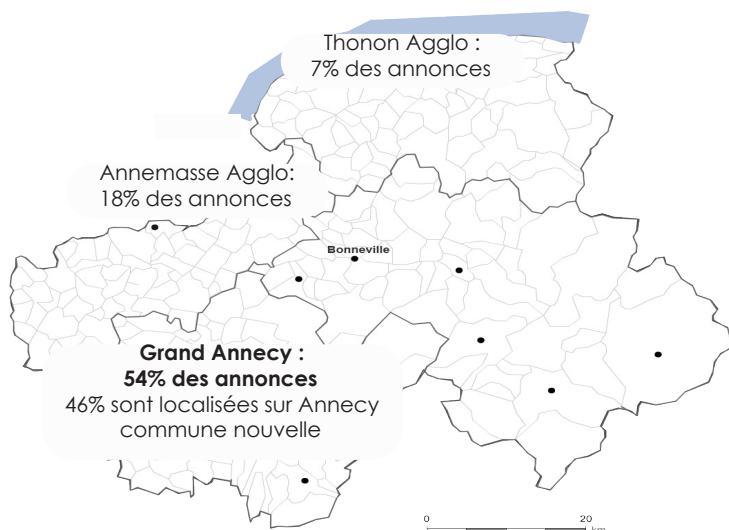 Thonon Agglo :
7% des annonces
Annemasse Agglo:
18% des annonces
Bonneville
Grand Annecy :
54% des annonces
46% sont localisées sur Annecy
commune nouvelle
0 20
km